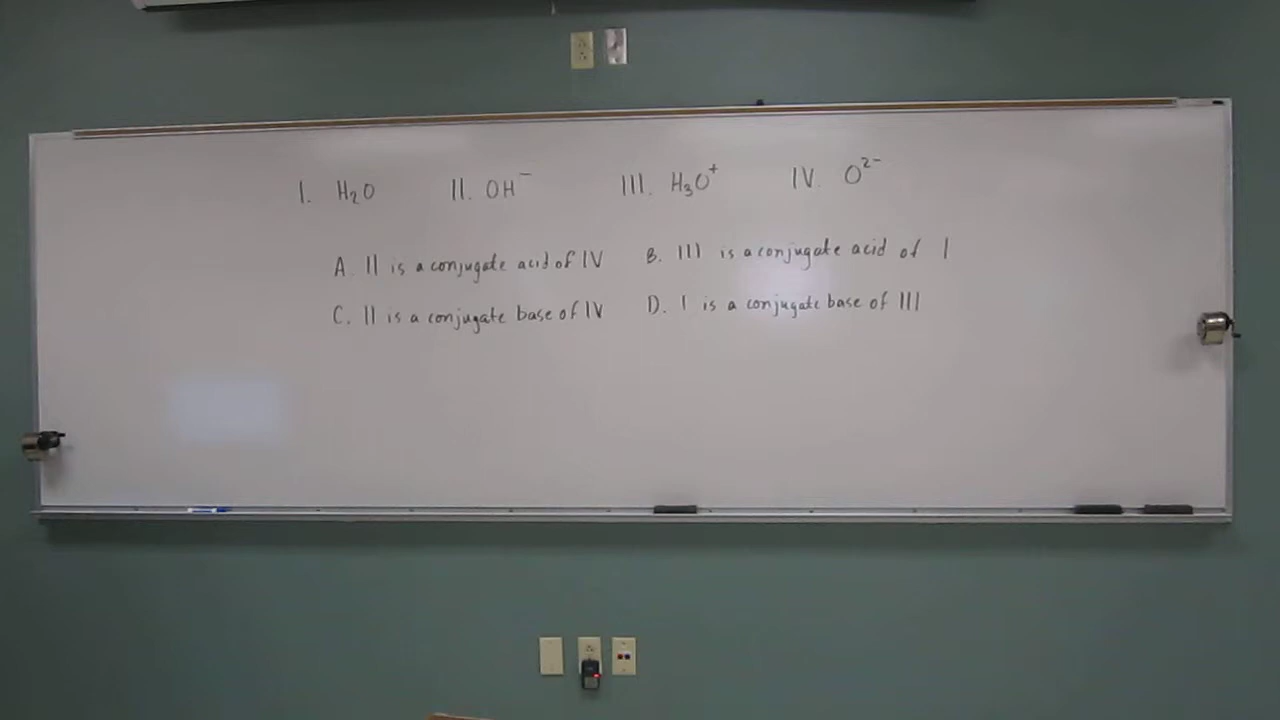 I. H₂O II. OH⁻ III. H₃O⁺ IV. O²⁻
A. II is a conjugate acid of IV B. III is a conjugate acid of I
C. II is a conjugate base of IV D. I is a conjugate base of III